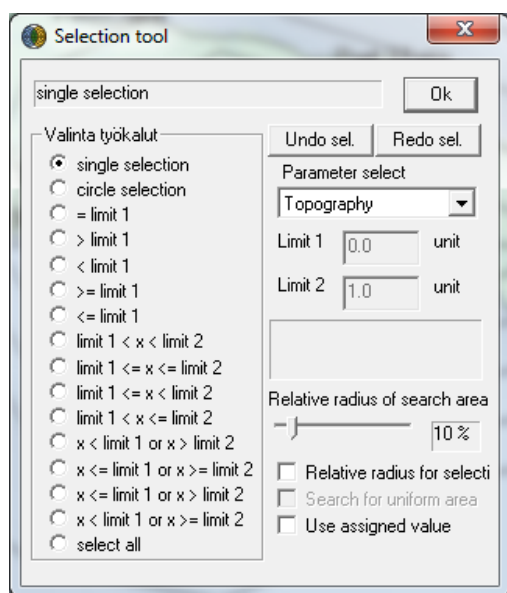 Selection tool
single selection
Ok
Valinta työkalut
single selection
circle selection
= limit 1
> limit 1
< limit 1
>= limit 1
<= limit 1
limit 1 < x < limit 2
limit 1 <= x <= limit 2
limit 1 <= x < limit 2
limit 1 < x <= limit 2
x < limit 1 or x > limit 2
x <= limit 1 or x >= limit 2
x <= limit 1 or x > limit 2
x < limit 1 or x >= limit 2
select all
Undo sel.
Redo sel.
Parameter select
Topography
Limit 1 0.0 unit
Limit 2 1.0 unit
Relative radius of search area
10 %
Relative radius for selecti
Search for uniform area
Use assigned value